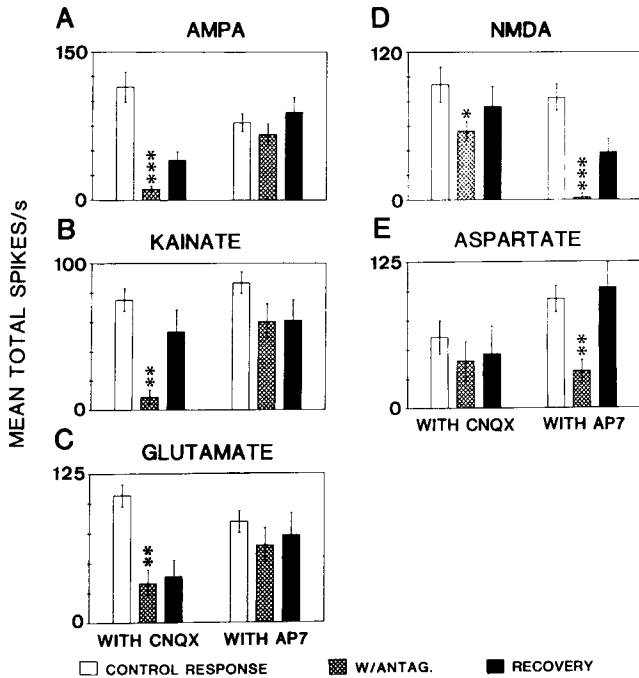 A
AMPA
150
***
0
B
KAINATE
100
**
0
C
GLUTAMATE
125
**
0
WITH CNQX WITH AP7
D
NMDA
120
*
***
0
E
ASPARTATE
125
**
0
WITH CNQX WITH AP7
MEAN TOTAL SPIKES/s
CONTROL RESPONSE W/ANTAG. RECOVERY